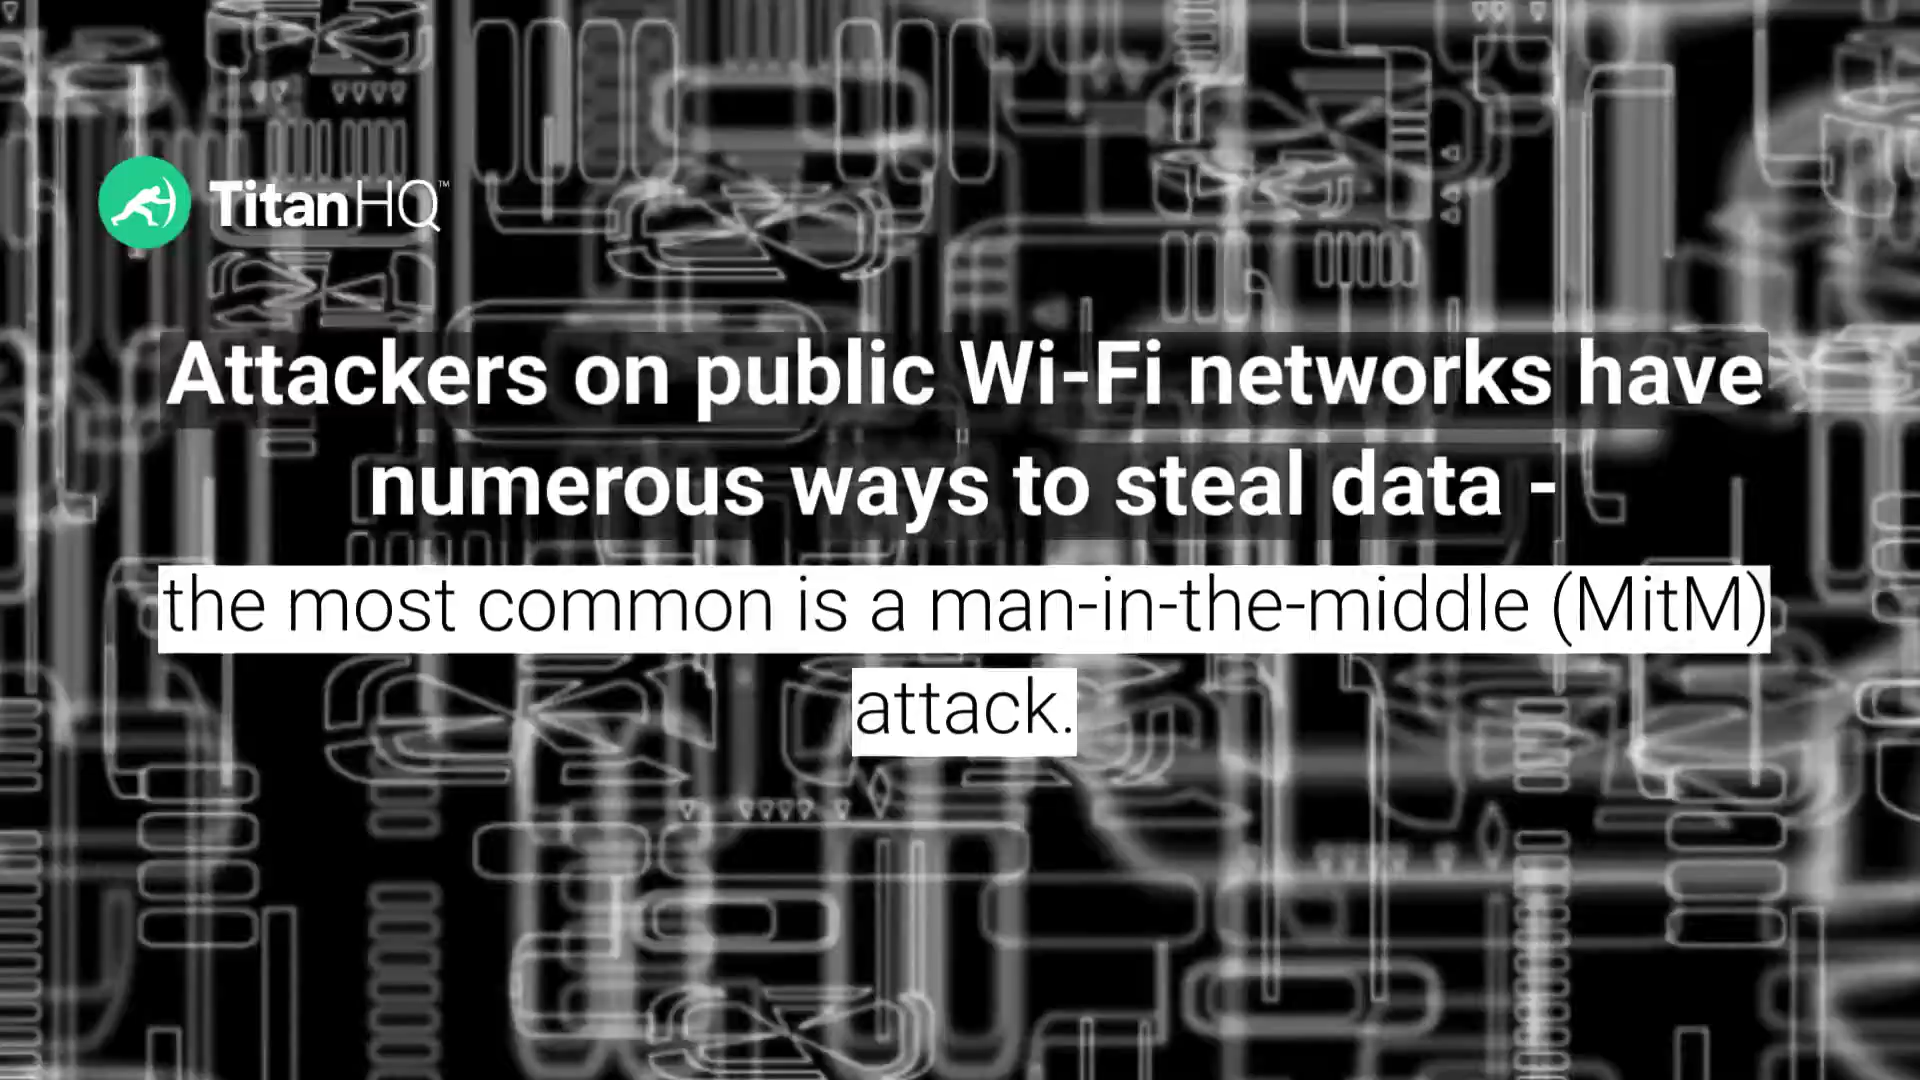 TitanHQ™
Attackers on public Wi-Fi networks have
numerous ways to steal data -
the most common is a man-in-the-middle (MitM)
attack.